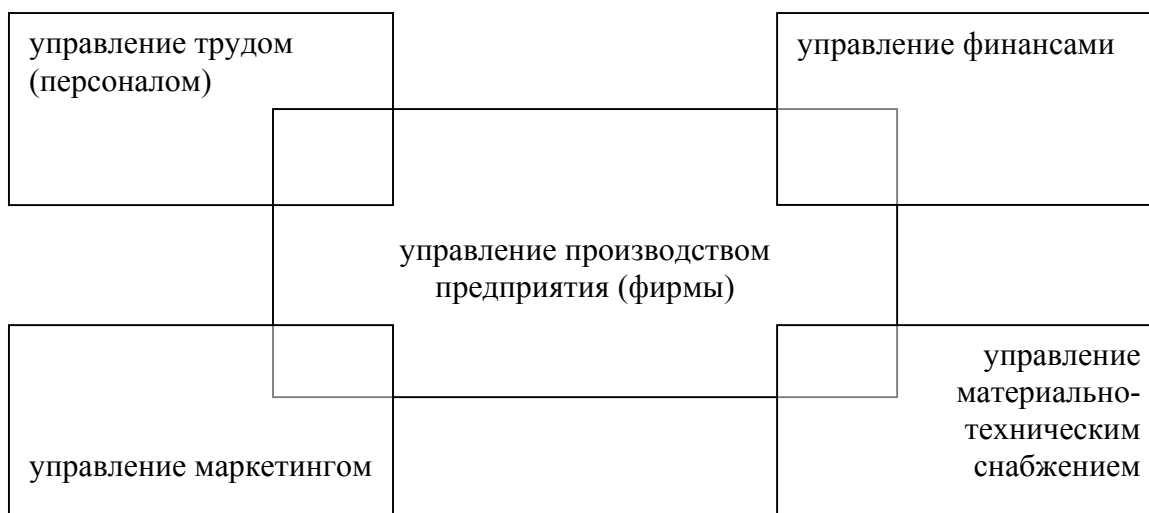 управление трудом
(персоналом)
управление финансами
управление производством
предприятия (фирмы)
управление маркетингом
управление
материально-
техническим
снабжением